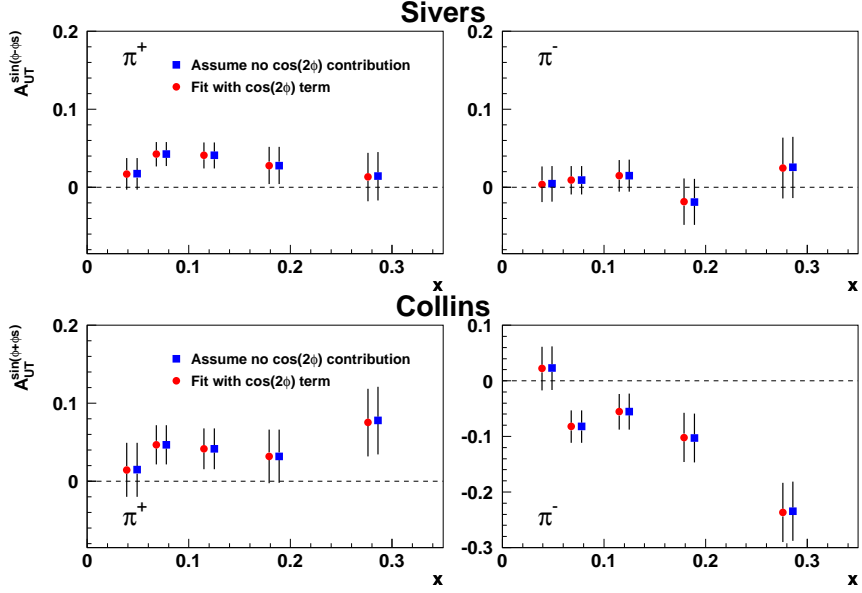 Sivers
A_UT^sin(ϕ-ϕs)
0.2
0.1
0
π+
Assume no cos(2ϕ) contribution
Fit with cos(2ϕ) term
0 0.1 0.2 0.3
x
0.2
0.1
0
π-
0 0.1 0.2 0.3
x
Collins
A_UT^sin(ϕ+ϕs)
0.2
0.1
0
Assume no cos(2ϕ) contribution
Fit with cos(2ϕ) term
π+
0 0.1 0.2 0.3
x
0.1
0
-0.1
-0.2
-0.3
π-
0 0.1 0.2 0.3
x